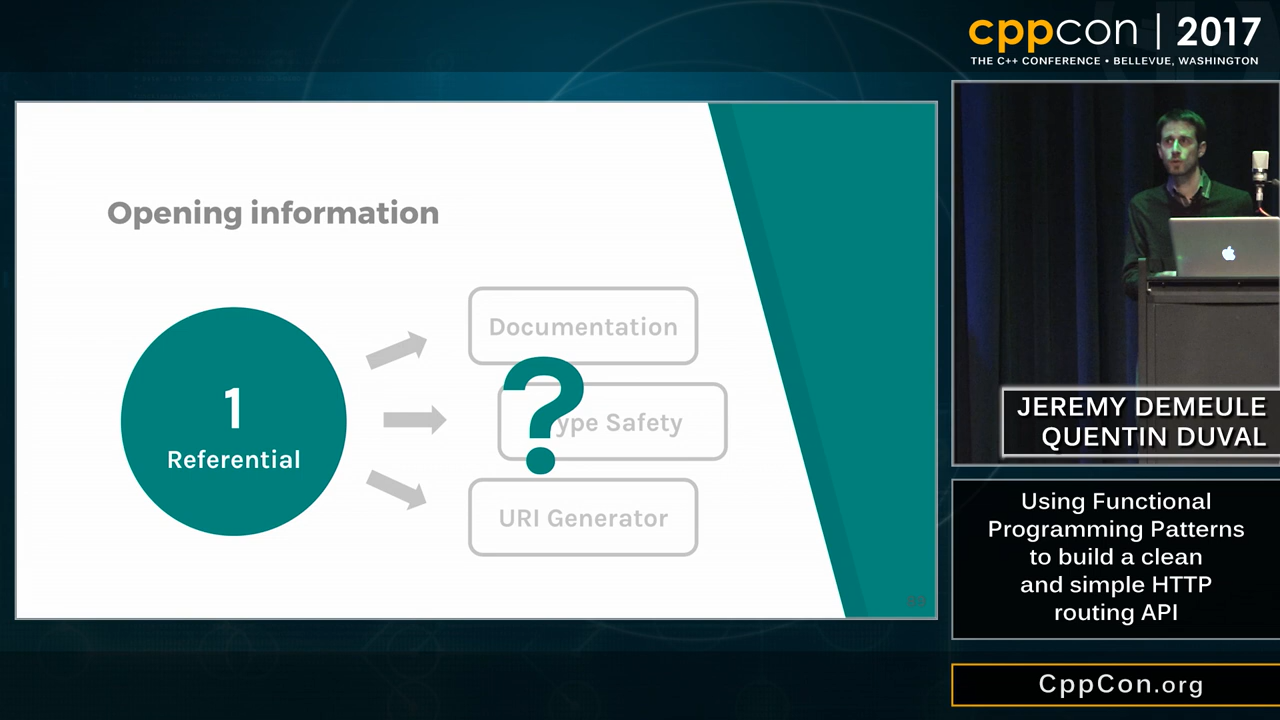 cppcon | 2017
THE C++ CONFERENCE • BELLEVUE, WASHINGTON
Opening information
1
Referential
Documentation
?
ype Safety
URI Generator
JEREMY DEMEULE
QUENTIN DUVAL
Using Functional
Programming Patterns
to build a clean
and simple HTTP
routing API
CppCon.org